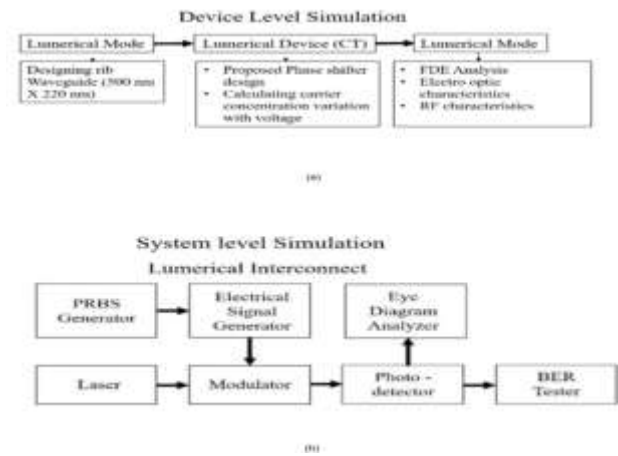 Device Level Simulation
Lumerical Mode
Lumerical Device (CT)
Lumerical Mode
Designing rib
Waveguide (500 nm
X 220 nm)
• Proposed Phase shifter
design
• Calculating carrier
concentration variation
with voltage
• FDE Analysis
• Electro optic
characteristics
• RF characteristics
(a)
System level Simulation
Lumerical Interconnect
PRBS
Generator
Electrical
Signal
Generator
Eye
Diagram
Analyzer
Laser
Modulator
Photo -
detector
BER
Tester
(b)